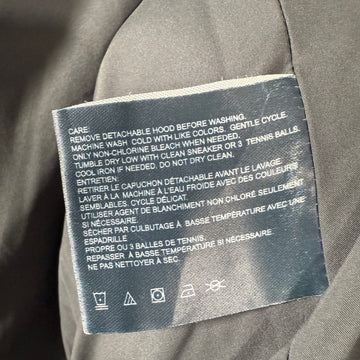 CARE:
REMOVE DETACHABLE HOOD BEFORE WASHING.
MACHINE WASH COLD WITH LIKE COLORS. GENTLE CYCLE.
ONLY NON-CHLORINE BLEACH WHEN NEEDED.
TUMBLE DRY LOW WITH CLEAN SNEAKER OR 3 TENNIS BALLS.
COOL IRON IF NEEDED. DO NOT DRY CLEAN.
ENTRETIEN:
RETIRER LE CAPUCHON DÉTACHABLE AVANT LE LAVAGE.
LAVER À LA MACHINE À L'EAU FROIDE AVEC DES COULEURS
SEMBLABLES. CYCLE DÉLICAT.
UTILISER AGENT DE BLANCHIMENT NON CHLORÉ SEULEMENT
SI NÉCESSAIRE.
SÉCHER PAR CULBUTAGE À BASSE TEMPÉRATURE AVEC UNE
ESPADRILLE
PROPRE OU 3 BALLES DE TENNIS.
REPASSER À BASSE TEMPÉRATURE SI NÉCESSAIRE.
NE PAS NETTOYER À SEC.